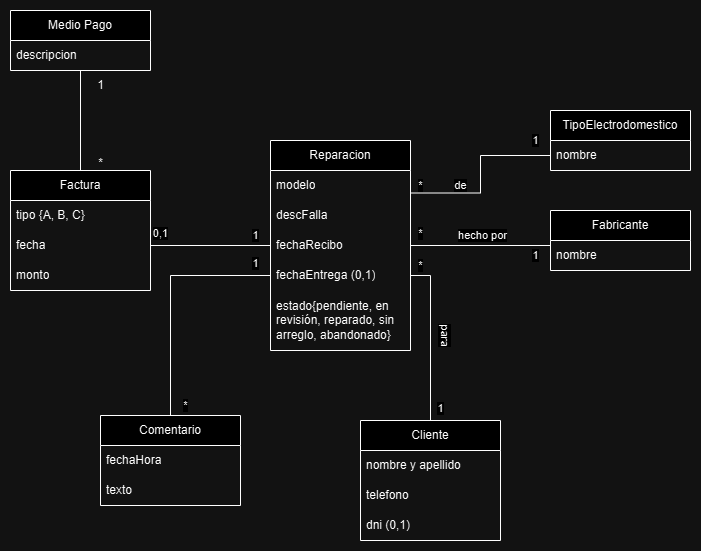 Medio Pago
descripcion
1
*
Factura
tipo {A, B, C}
fecha
monto
0,1
1
1
*
Reparacion
modelo
descFalla
fechaRecibo
fechaEntrega (0,1)
estado{pendiente, en
revisión, reparado, sin
arreglo, abandonado}
*
de
1
TipoElectrodomestico
nombre
*
hecho por
1
Fabricante
nombre
*
para
1
Comentario
fechaHora
texto
Cliente
nombre y apellido
telefono
dni (0,1)